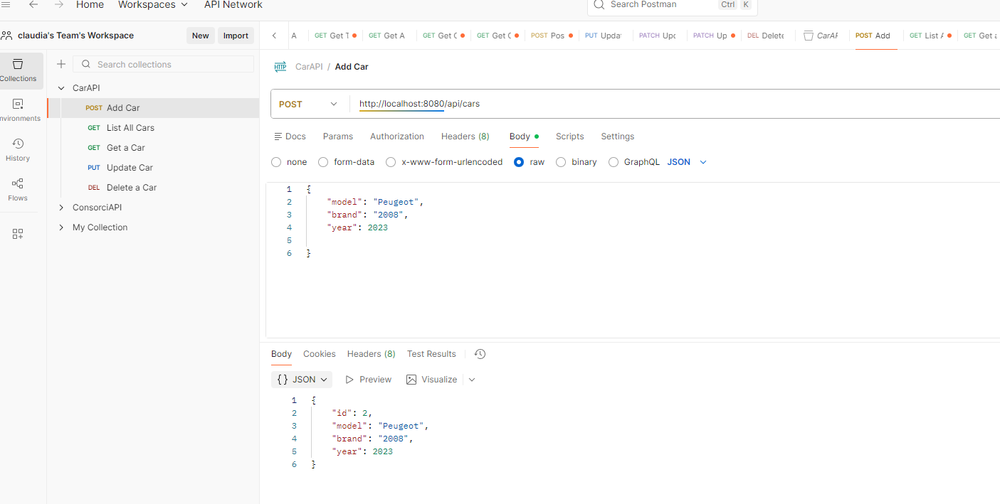 Home Workspaces API Network Search Postman Ctrl K
claudia's Team's Workspace New Import
A GET Get GET Get A GET Get GET Get POST Pos PUT Upda PATCH Upc PATCH Up DEL Delete CarAF POST Add GET List GET Get
Collections
Search collections
CarAPI
POST Add Car
GET List All Cars
GET Get a Car
PUT Update Car
DEL Delete a Car
ConsorciAPI
My Collection
nvironments
History
Flows
HTTP CarAPI / Add Car
POST http://localhost:8080/api/cars
Docs Params Authorization Headers (8) Body Scripts Settings
none form-data x-www-form-urlencoded raw binary GraphQL JSON
1 {
2 "model": "Peugeot",
3 "brand": "2008",
4 "year": 2023
5
6 }
Body Cookies Headers (8) Test Results
{} JSON Preview Visualize
1 {
2 "id": 2,
3 "model": "Peugeot",
4 "brand": "2008",
5 "year": 2023
6 }